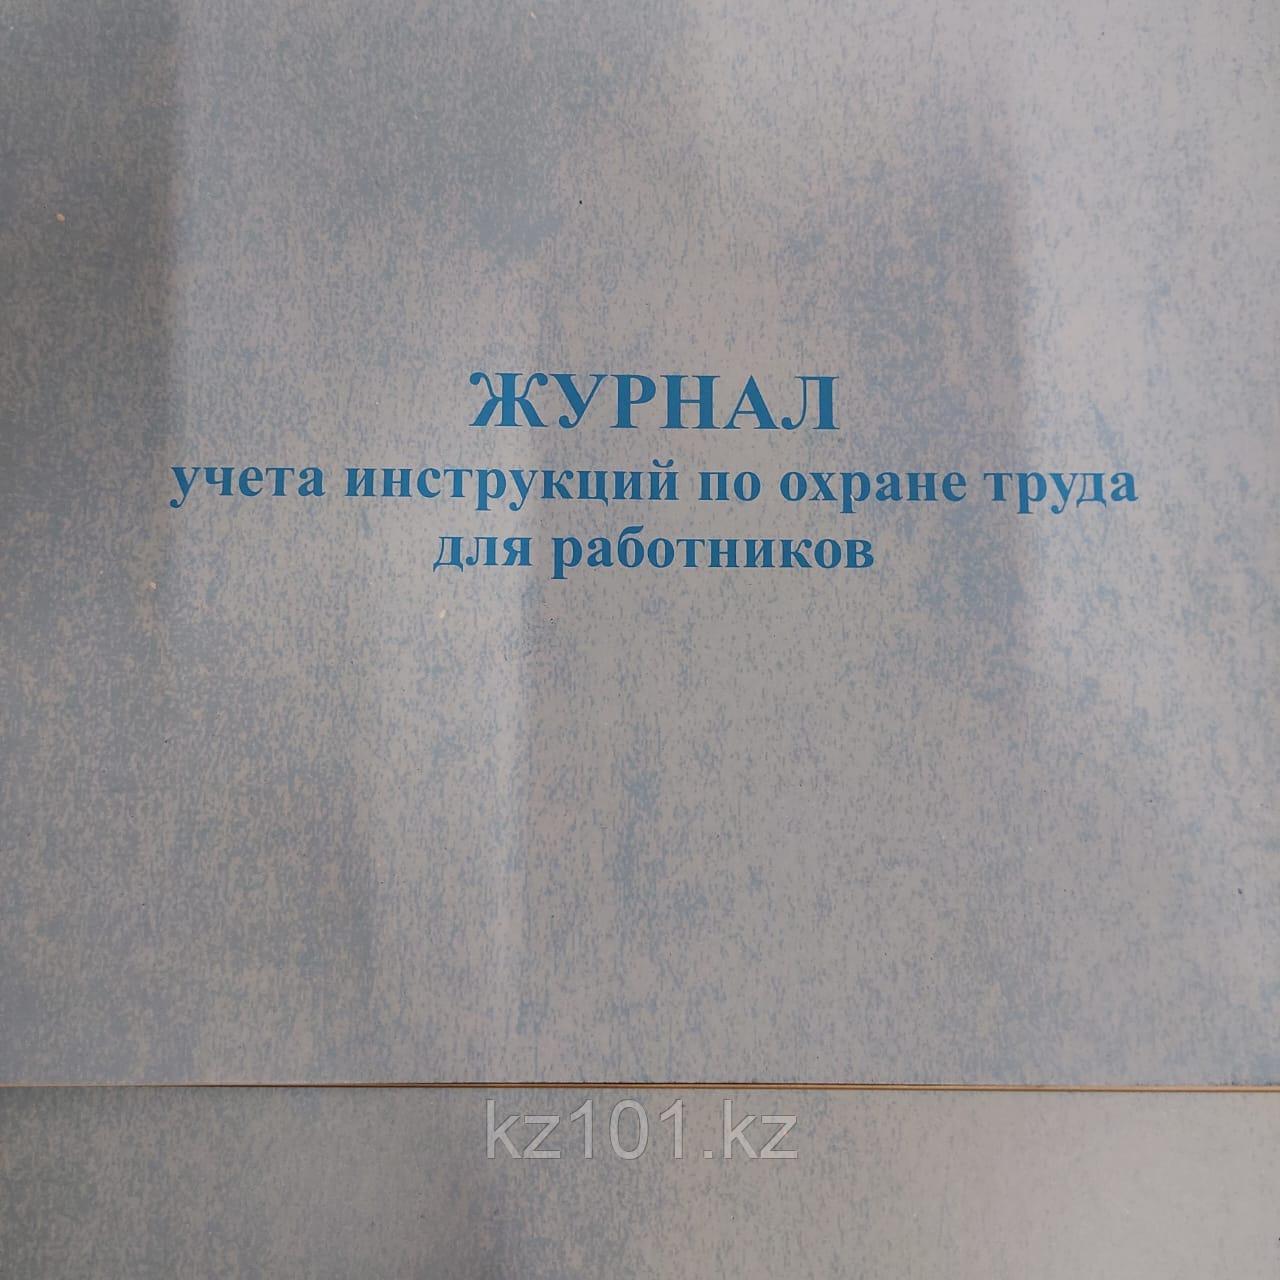 ЖУРНАЛ
учета инструкций по охране труда
для работников
kz101.kz